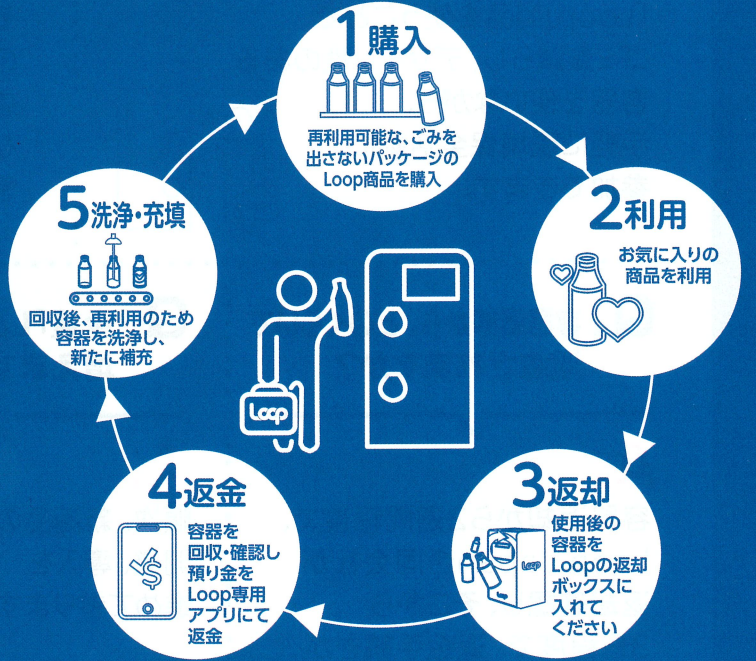 1購入
再利用可能な、ごみを
出さないパッケージの
Loop商品を購入
2利用
お気に入りの
商品を利用
3返却
使用後の
容器を
Loopの返却
ボックスに
入れて
ください
Loop
4返金
容器を
回収・確認し
預り金を
Loop専用
アプリにて
返金
$
5洗浄・充填
回収後、再利用のため
容器を洗浄し、
新たに補充
Loop